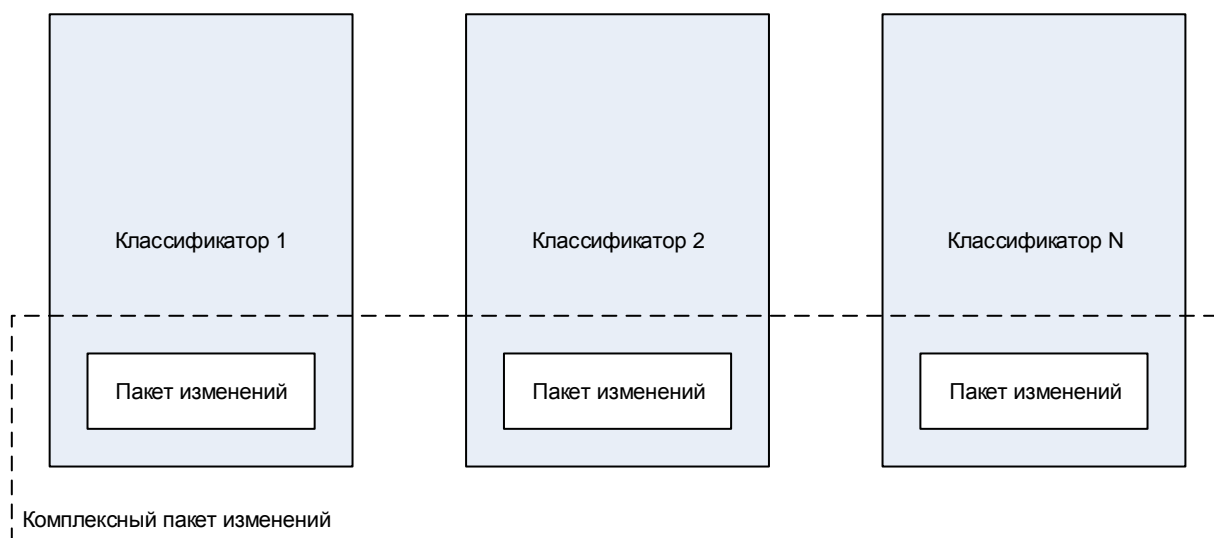 Классификатор 1
Классификатор 2
Классификатор N
Пакет изменений
Пакет изменений
Пакет изменений
Комплексный пакет изменений